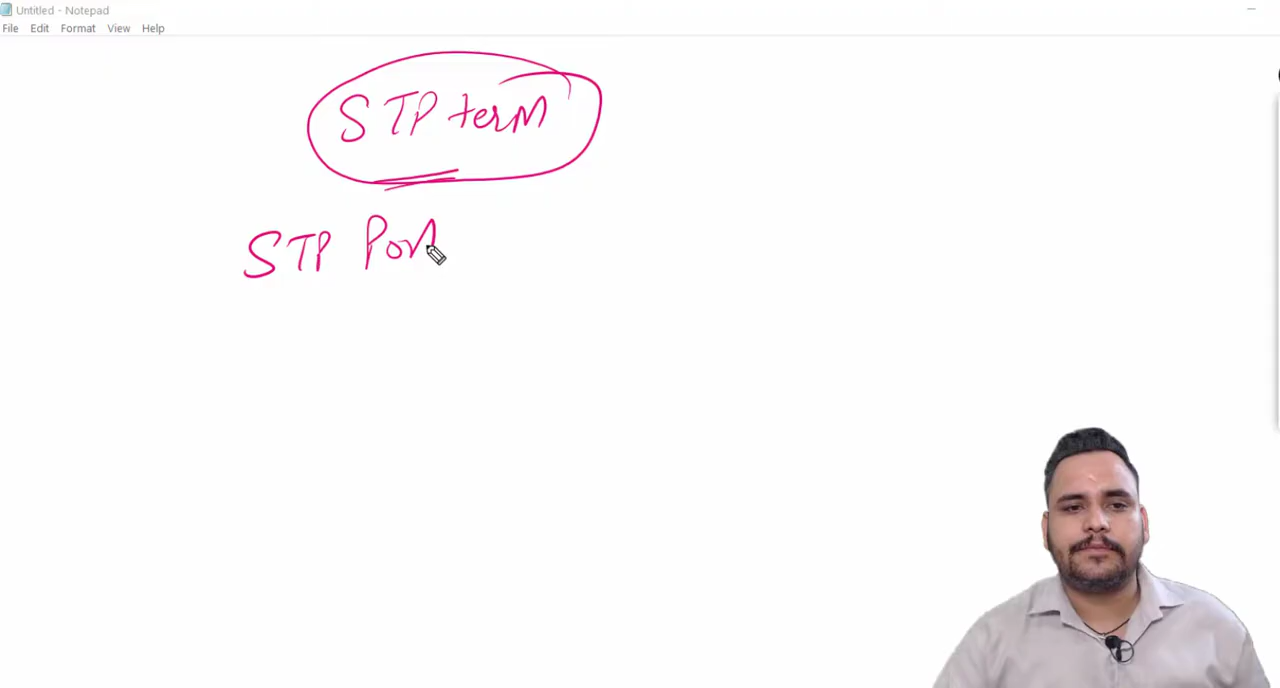 Untitled - Notepad
File Edit Format View Help
STP term
STP Por